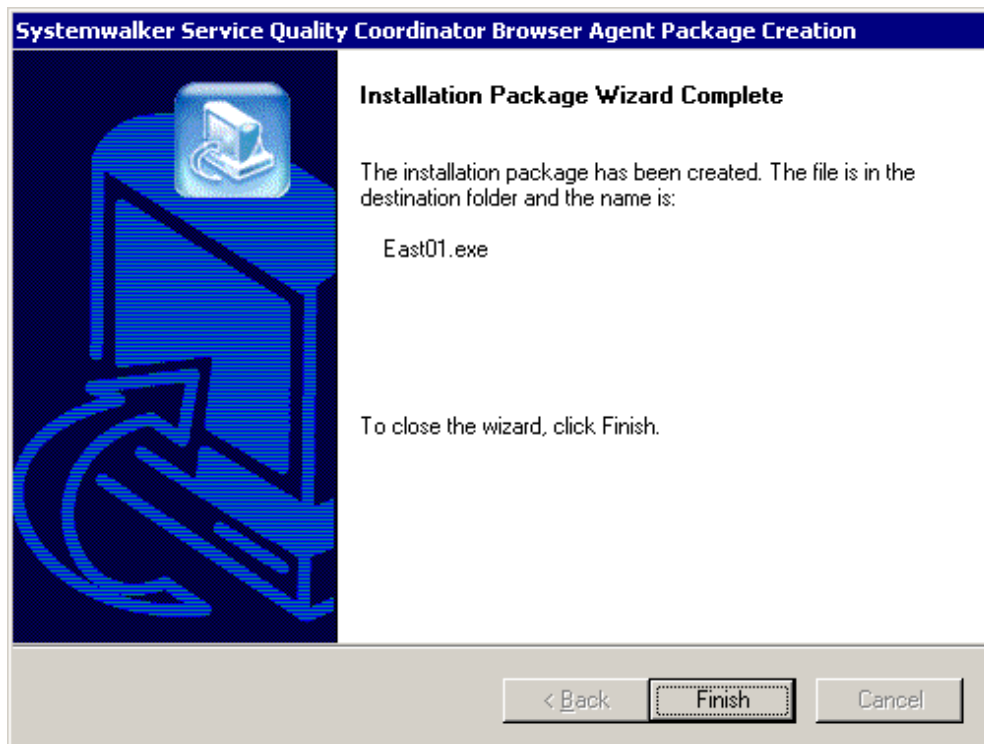 Systemwalker Service Quality Coordinator Browser Agent Package Creation
Installation Package Wizard Complete
The installation package has been created. The file is in the
destination folder and the name is:
East01.exe
To close the wizard, click Finish.
< Back
Finish
Cancel